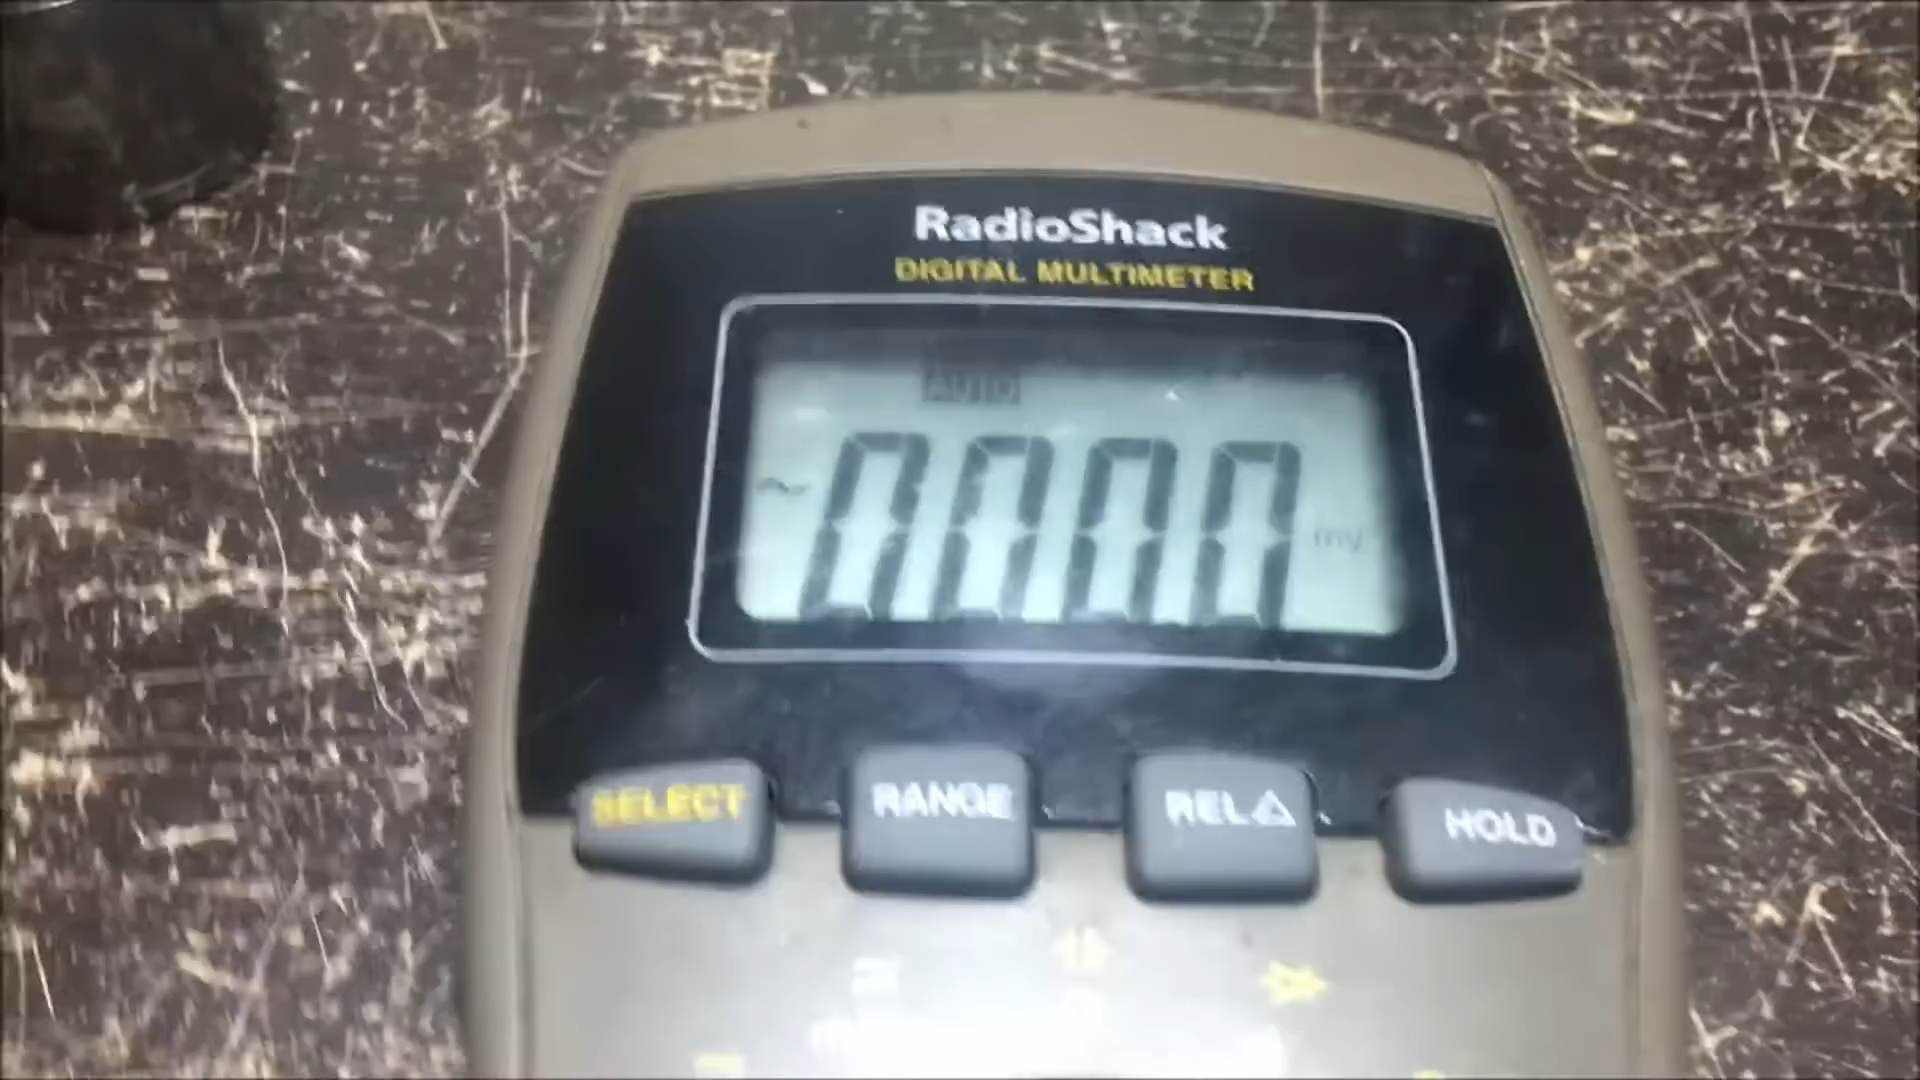 RadioShack
DIGITAL MULTIMETER
AUTO
~ 0000 mV
SELECT RANGE REL△ HOLD